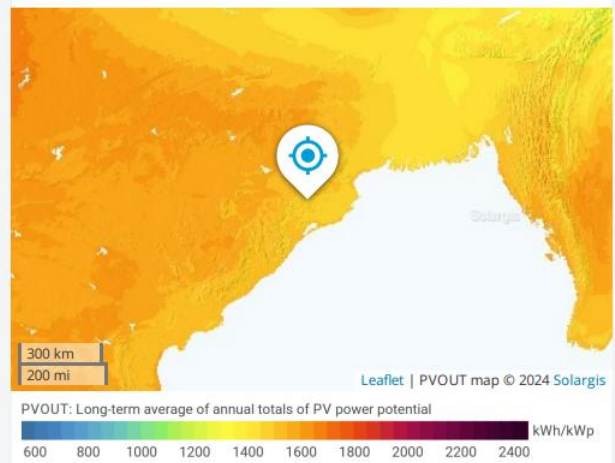 Solargis
300 km
200 mi
Leaflet | PVOUT map © 2024 Solargis
PVOUT: Long-term average of annual totals of PV power potential
kWh/kWp
600 800 1000 1200 1400 1600 1800 2000 2200 2400